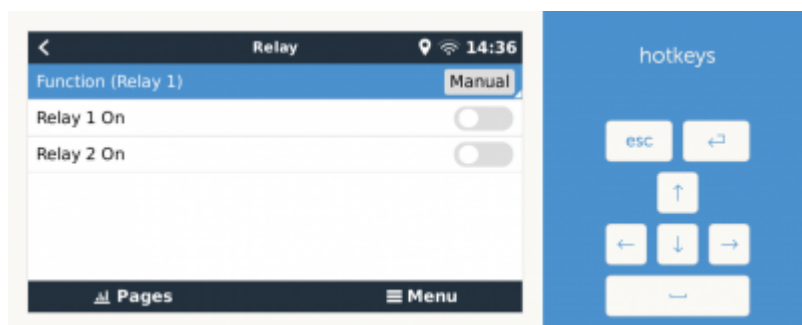 Relay 14:36
Function (Relay 1) Manual
Relay 1 On
Relay 2 On
Pages Menu
hotkeys
esc